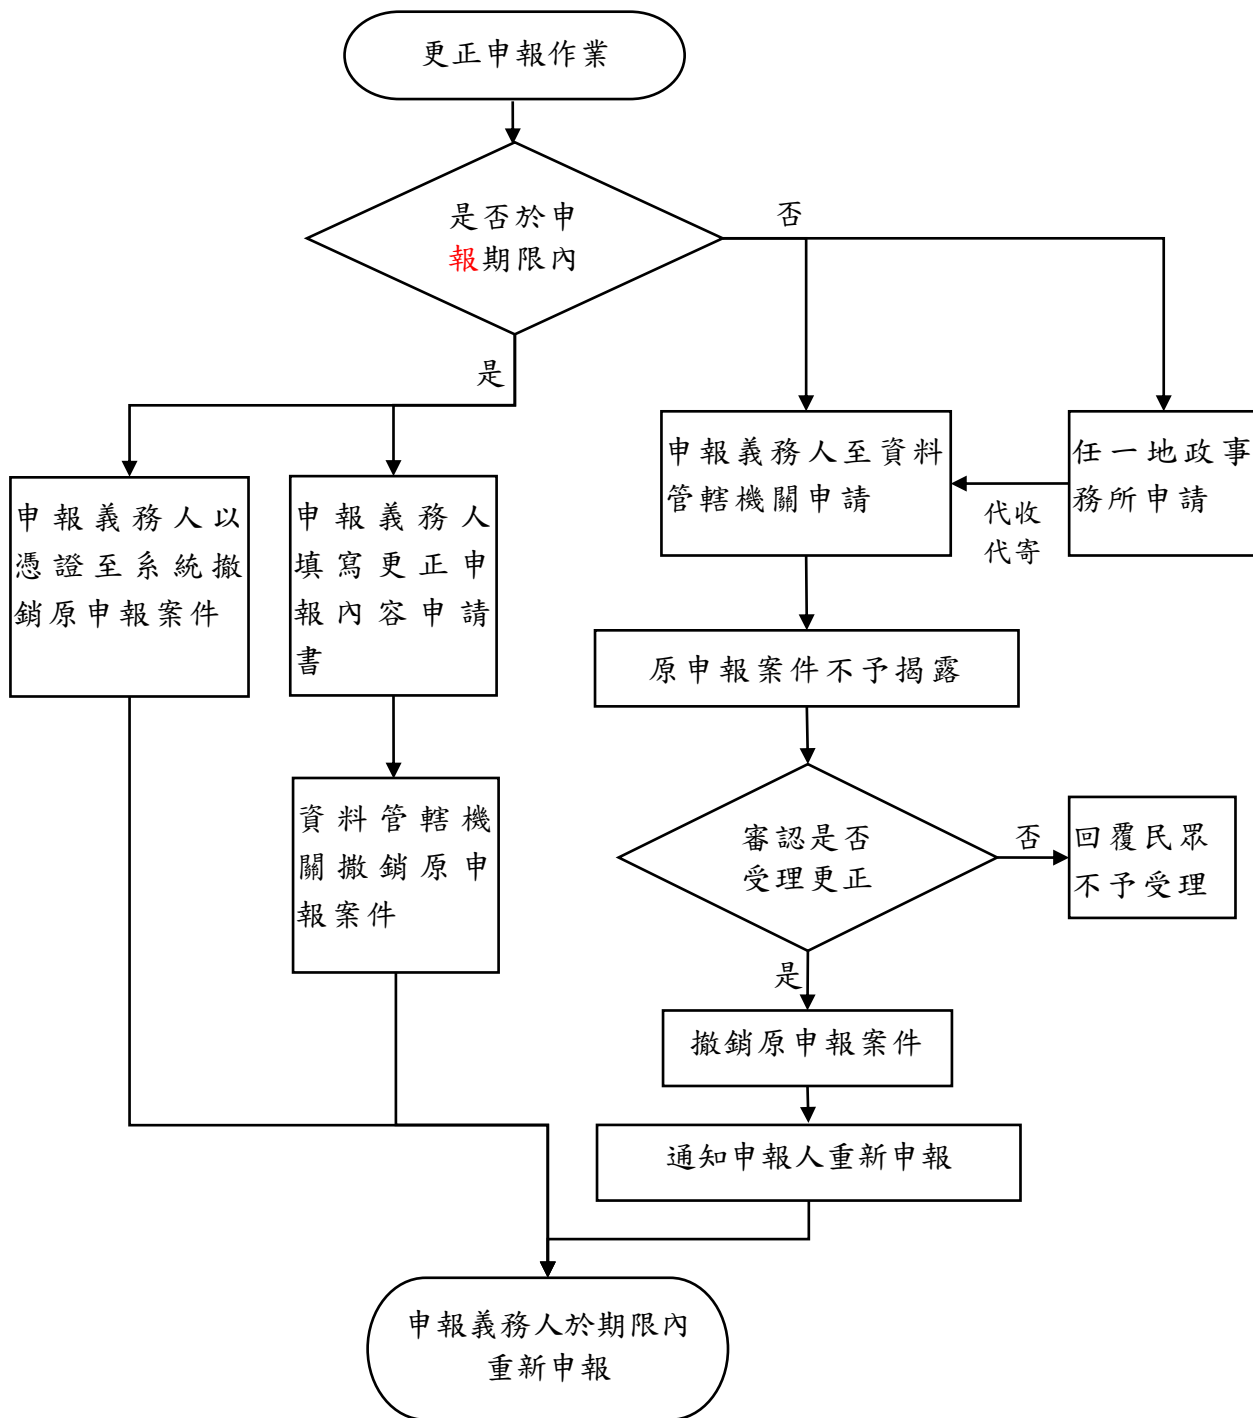 更正申報作業
是否於申
報期限內
否
是
申報義務人至資料
管轄機關申請
任一地政事
務所申請
代收
代寄
申報義務人以
憑證至系統撤
銷原申報案件
申報義務人
填寫更正申
報內容申請
書
原申報案件不予揭露
資料管轄機
關撤銷原申
報案件
審認是否
受理更正
否
回覆民眾
不予受理
是
撤銷原申報案件
通知申報人重新申報
申報義務人於期限內
重新申報